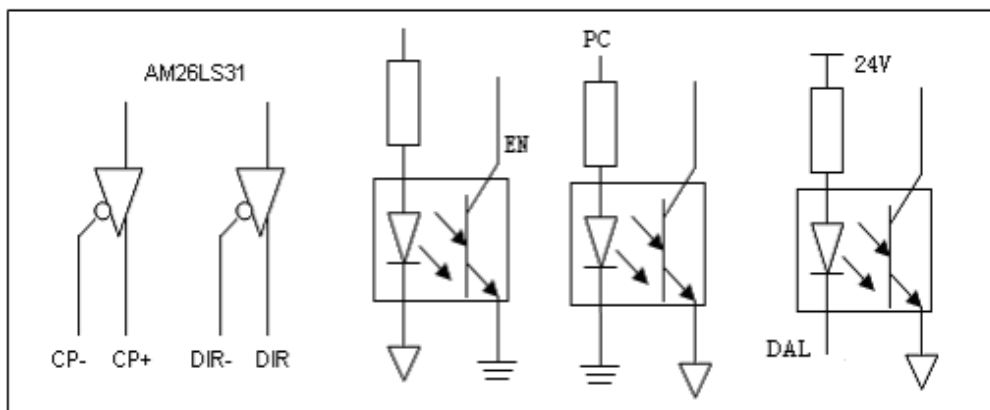 AM26LS31
PC
24V
EN
CP- CP+ DIR- DIR
DAL